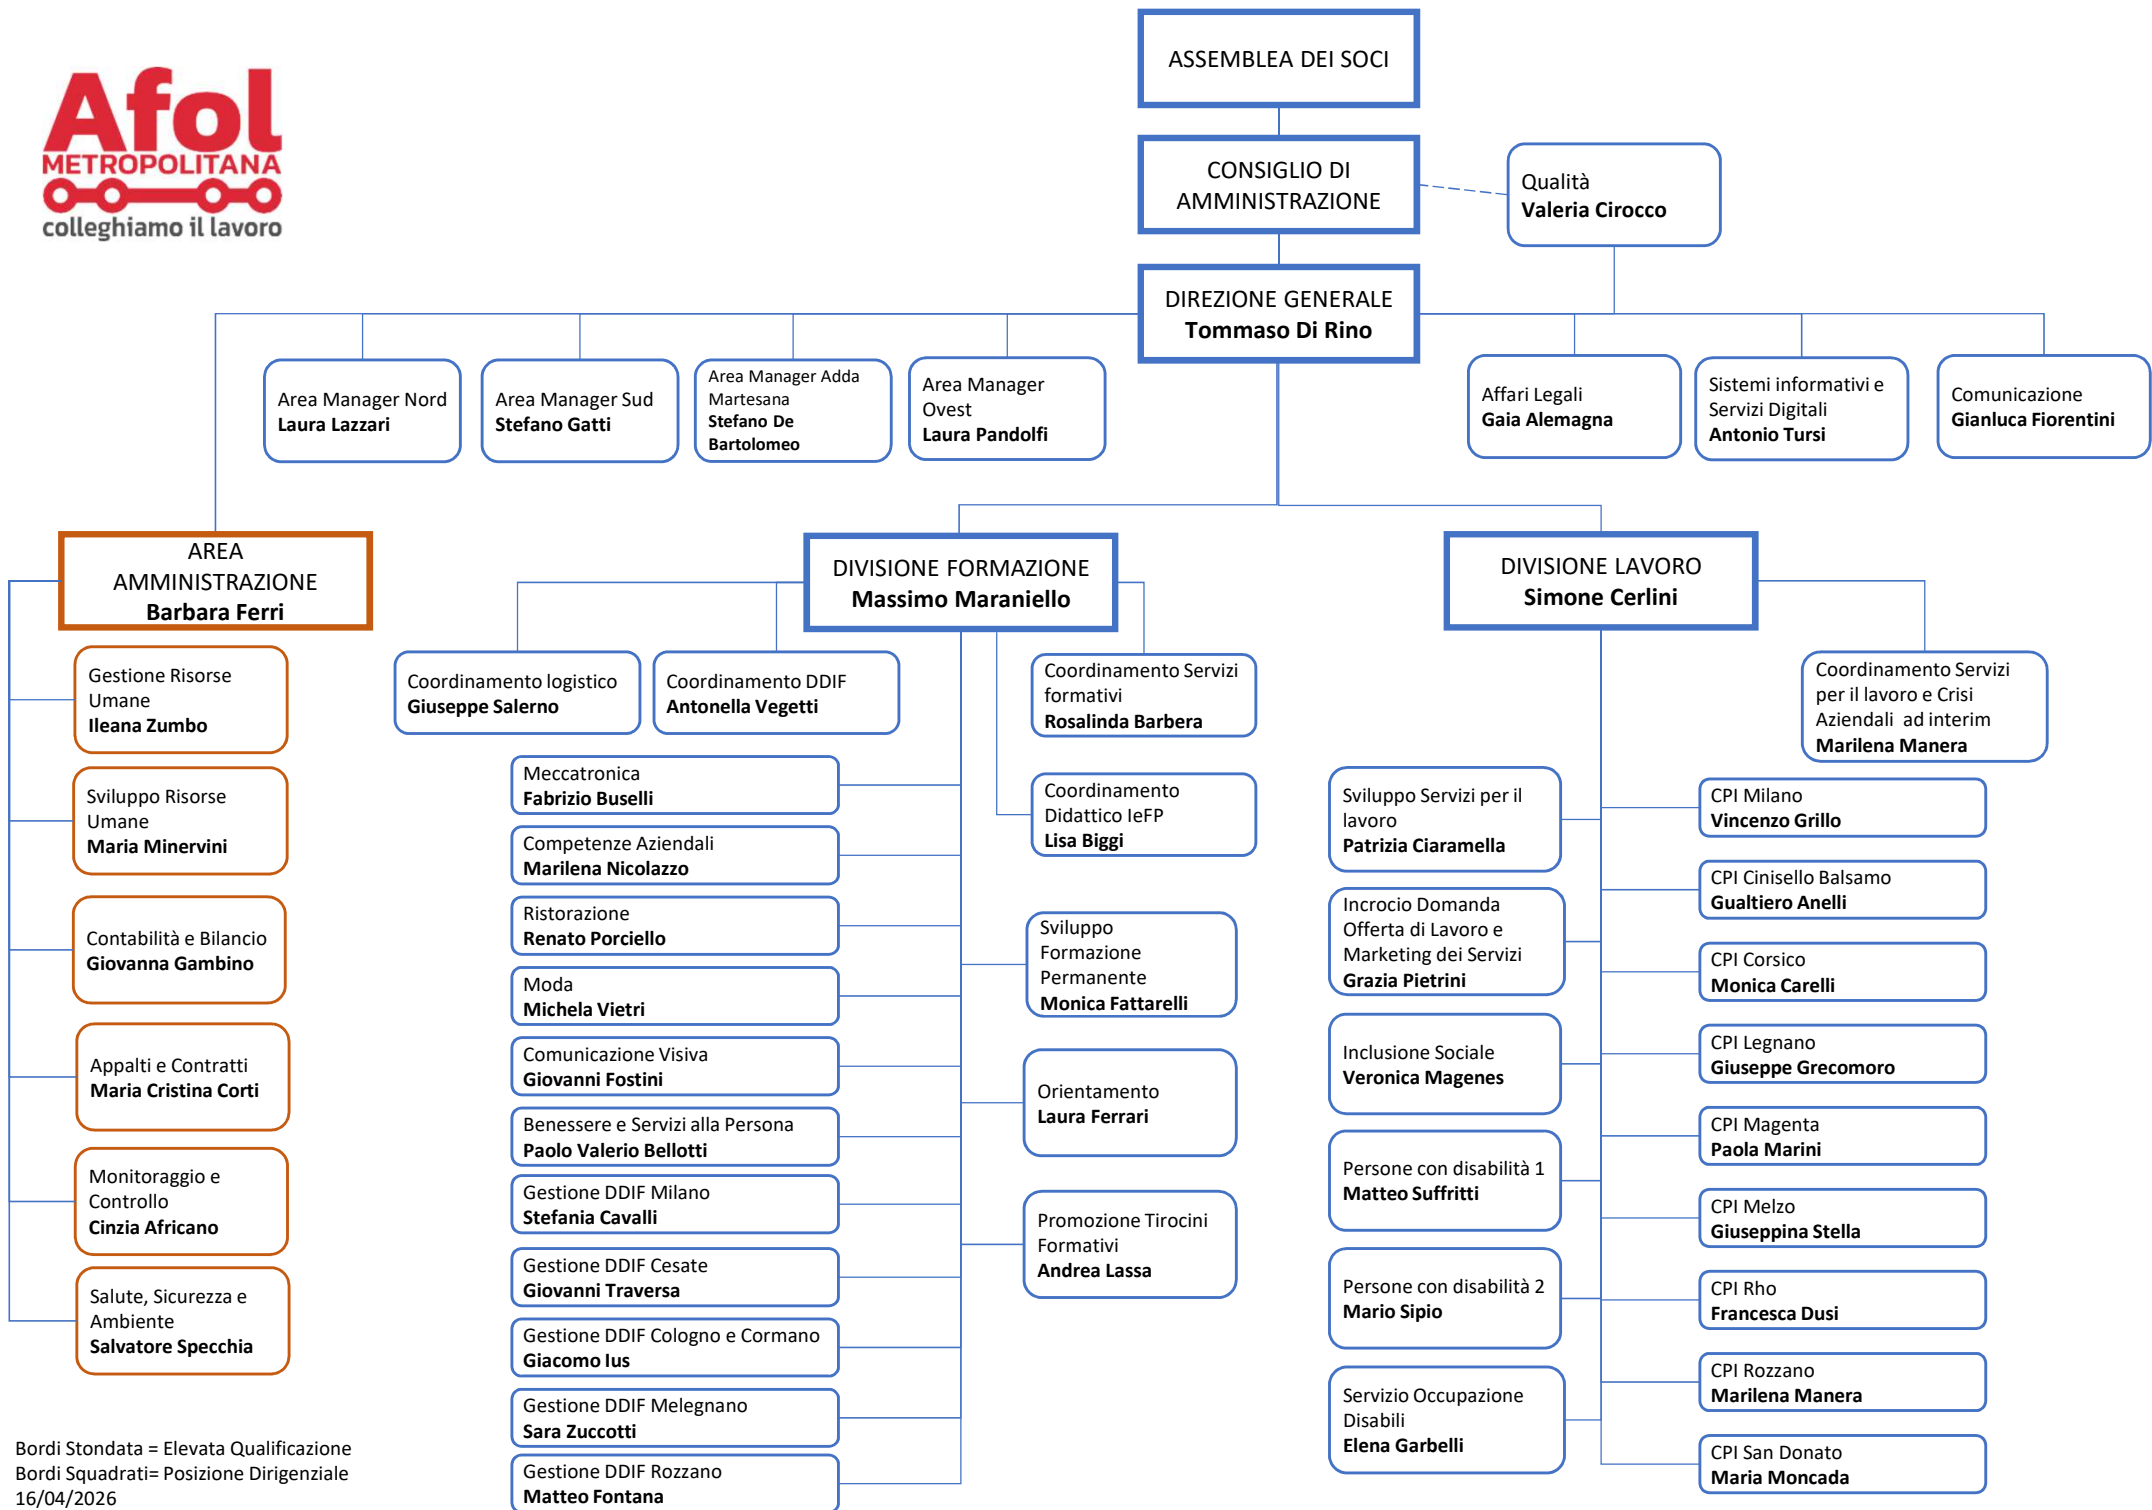 Afol
METROPOLITANA
colleghiamo il lavoro
ASSEMBLEA DEI SOCI
CONSIGLIO DI
AMMINISTRAZIONE
Qualità
Valeria Cirocco
DIREZIONE GENERALE
Tommaso Di Rino
Area Manager Nord
Laura Lazzari
Area Manager Sud
Stefano Gatti
Area Manager Adda
Martesana
Stefano De
Bartolomeo
Area Manager
Ovest
Laura Pandolfi
Affari Legali
Gaia Alemagna
Sistemi informativi e
Servizi Digitali
Antonio Tursi
Comunicazione
Gianluca Fiorentini
AREA
AMMINISTRAZIONE
Barbara Ferri
Gestione Risorse
Umane
Ileana Zumbo
Sviluppo Risorse
Umane
Maria Minervini
Contabilità e Bilancio
Giovanna Gambino
Appalti e Contratti
Maria Cristina Corti
Monitoraggio e
Controllo
Cinzia Africano
Salute, Sicurezza e
Ambiente
Salvatore Specchia
DIVISIONE FORMAZIONE
Massimo Maraniello
Coordinamento logistico
Giuseppe Salerno
Coordinamento DDIF
Antonella Vegetti
Coordinamento Servizi
formativi
Rosalinda Barbera
Coordinamento
Didattico IeFP
Lisa Biggi
Meccatronica
Fabrizio Buselli
Competenze Aziendali
Marilena Nicolazzo
Ristorazione
Renato Porciello
Moda
Michela Vietri
Comunicazione Visiva
Giovanni Fostini
Benessere e Servizi alla Persona
Paolo Valerio Bellotti
Gestione DDIF Milano
Stefania Cavalli
Gestione DDIF Cesate
Giovanni Traversa
Gestione DDIF Cologno e Cormano
Giacomo Ius
Gestione DDIF Melegnano
Sara Zuccotti
Gestione DDIF Rozzano
Matteo Fontana
Sviluppo
Formazione
Permanente
Monica Fattarelli
Orientamento
Laura Ferrari
Promozione Tirocini
Formativi
Andrea Lassa
DIVISIONE LAVORO
Simone Cerlini
Coordinamento Servizi
per il lavoro e Crisi
Aziendali ad interim
Marilena Manera
Sviluppo Servizi per il
lavoro
Patrizia Ciaramella
Incrocio Domanda
Offerta di Lavoro e
Marketing dei Servizi
Grazia Pietrini
Inclusione Sociale
Veronica Magenes
Persone con disabilità 1
Matteo Suffritti
Persone con disabilità 2
Mario Sipio
Servizio Occupazione
Disabili
Elena Garbelli
CPI Milano
Vincenzo Grillo
CPI Cinisello Balsamo
Gualtiero Anelli
CPI Corsico
Monica Carelli
CPI Legnano
Giuseppe Grecomoro
CPI Magenta
Paola Marini
CPI Melzo
Giuseppina Stella
CPI Rho
Francesca Dusi
CPI Rozzano
Marilena Manera
CPI San Donato
Maria Moncada
Bordi Stondata = Elevata Qualificazione
Bordi Squadrati= Posizione Dirigenziale
16/04/2026